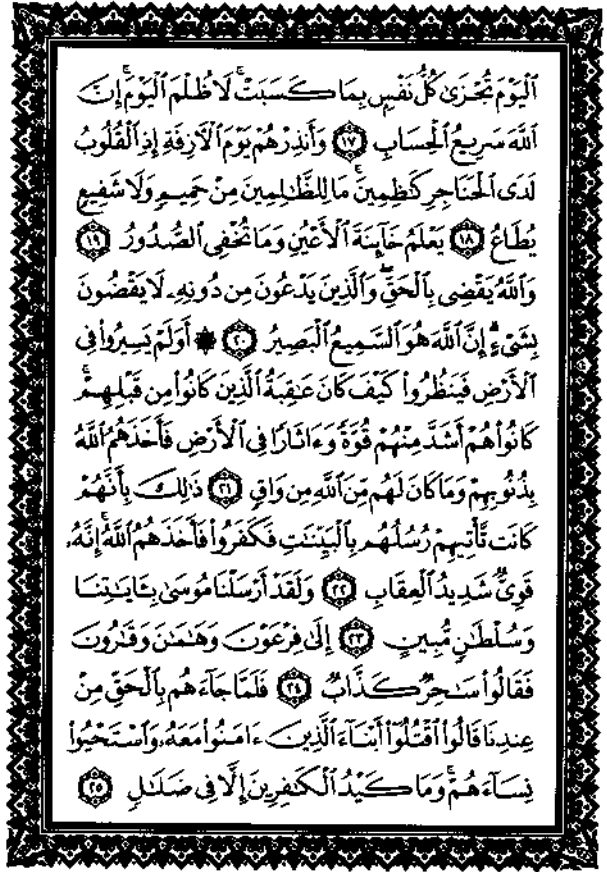 ٱلۡيَوۡمَ تُجۡزَىٰ كُلُّ نَفۡسِۭ بِمَا كَسَبَتۡۚ لَا ظُلۡمَ ٱلۡيَوۡمَۚ إِنَّ
ٱللَّهَ سَرِيعُ ٱلۡحِسَابِ ١٧ وَأَنذِرۡهُمۡ يَوۡمَ ٱلۡأٓزِفَةِ إِذِ ٱلۡقُلُوبُ
لَدَى ٱلۡحَنَاجِرِ كَٰظِمِينَۚ مَا لِلظَّٰلِمِينَ مِنۡ حَمِيمٖ وَلَا شَفِيعٖ
يُطَاعُ ١٨ يَعۡلَمُ خَآئِنَةَ ٱلۡأَعۡيُنِ وَمَا تُخۡفِي ٱلصُّدُورُ ١٩
وَٱللَّهُ يَقۡضِي بِٱلۡحَقِّۖ وَٱلَّذِينَ يَدۡعُونَ مِن دُونِهِۦ لَا يَقۡضُونَ
بِشَيۡءٍۗ إِنَّ ٱللَّهَ هُوَ ٱلسَّمِيعُ ٱلۡبَصِيرُ ٢٠ ۞ أَوَلَمۡ يَسِيرُواْ فِي
ٱلۡأَرۡضِ فَيَنظُرُواْ كَيۡفَ كَانَ عَٰقِبَةُ ٱلَّذِينَ كَانُواْ مِن قَبۡلِهِمۡۚ
كَانُواْ هُمۡ أَشَدَّ مِنۡهُمۡ قُوَّةٗ وَءَاثَارٗا فِي ٱلۡأَرۡضِ فَأَخَذَهُمُ ٱللَّهُ
بِذُنُوبِهِمۡ وَمَا كَانَ لَهُم مِّنَ ٱللَّهِ مِن وَاقٖ ٢١ ذَٰلِكَ بِأَنَّهُمۡ
كَانَت تَّأۡتِيهِمۡ رُسُلُهُم بِٱلۡبَيِّنَٰتِ فَكَفَرُواْ فَأَخَذَهُمُ ٱللَّهُۚ إِنَّهُۥ
قَوِيّٞ شَدِيدُ ٱلۡعِقَابِ ٢٢ وَلَقَدۡ أَرۡسَلۡنَا مُوسَىٰ بِـَٔايَٰتِنَا
وَسُلۡطَٰنٖ مُّبِينٍ ٢٣ إِلَىٰ فِرۡعَوۡنَ وَهَٰمَٰنَ وَقَٰرُونَ
فَقَالُواْ سَٰحِرٞ كَذَّابٞ ٢٤ فَلَمَّا جَآءَهُم بِٱلۡحَقِّ مِنۡ
عِندِنَا قَالُواْ ٱقۡتُلُوٓاْ أَبۡنَآءَ ٱلَّذِينَ ءَامَنُواْ مَعَهُۥ وَٱسۡتَحۡيُواْ
نِسَآءَهُمۡۚ وَمَا كَيۡدُ ٱلۡكَٰفِرِينَ إِلَّا فِي ضَلَٰلٖ ٢٥